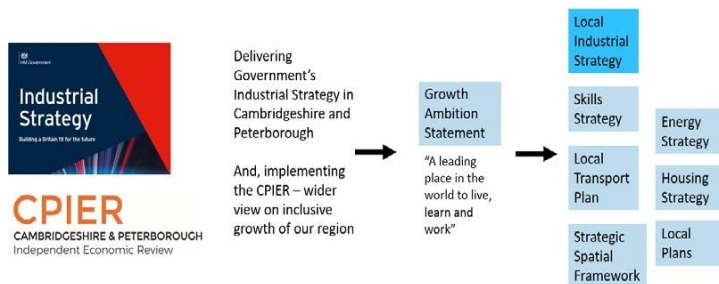 HM Government
Industrial
Strategy
Building a Britain fit for the future
CPIER
CAMBRIDGESHIRE & PETERBOROUGH
Independent Economic Review
Delivering
Government's
Industrial Strategy in
Cambridgeshire and
Peterborough
And, implementing
the CPIER – wider
view on inclusive
growth of our region
Growth
Ambition
Statement
"A leading
place in the
world to live,
learn and
work"
Local
Industrial
Strategy
Skills
Strategy
Local
Transport
Plan
Strategic
Spatial
Framework
Energy
Strategy
Housing
Strategy
Local
Plans